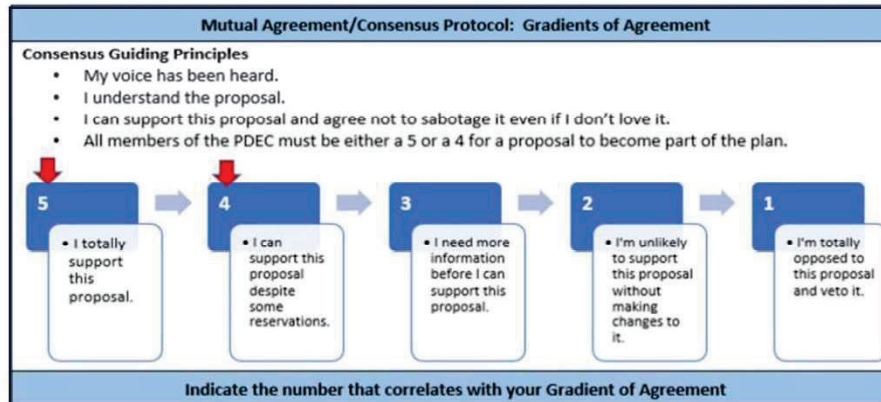 Mutual Agreement/Consensus Protocol: Gradients of Agreement
Consensus Guiding Principles
• My voice has been heard.
• I understand the proposal.
• I can support this proposal and agree not to sabotage it even if I don't love it.
• All members of the PDEC must be either a 5 or a 4 for a proposal to become part of the plan.
5
• I totally
support
this
proposal.
4
• I can
support this
proposal
despite
some
reservations.
3
• I need more
information
before I can
support this
proposal.
2
• I'm unlikely
to support
this proposal
without
making
changes to
it.
1
• I'm totally
opposed to
this proposal
and veto it.
Indicate the number that correlates with your Gradient of Agreement